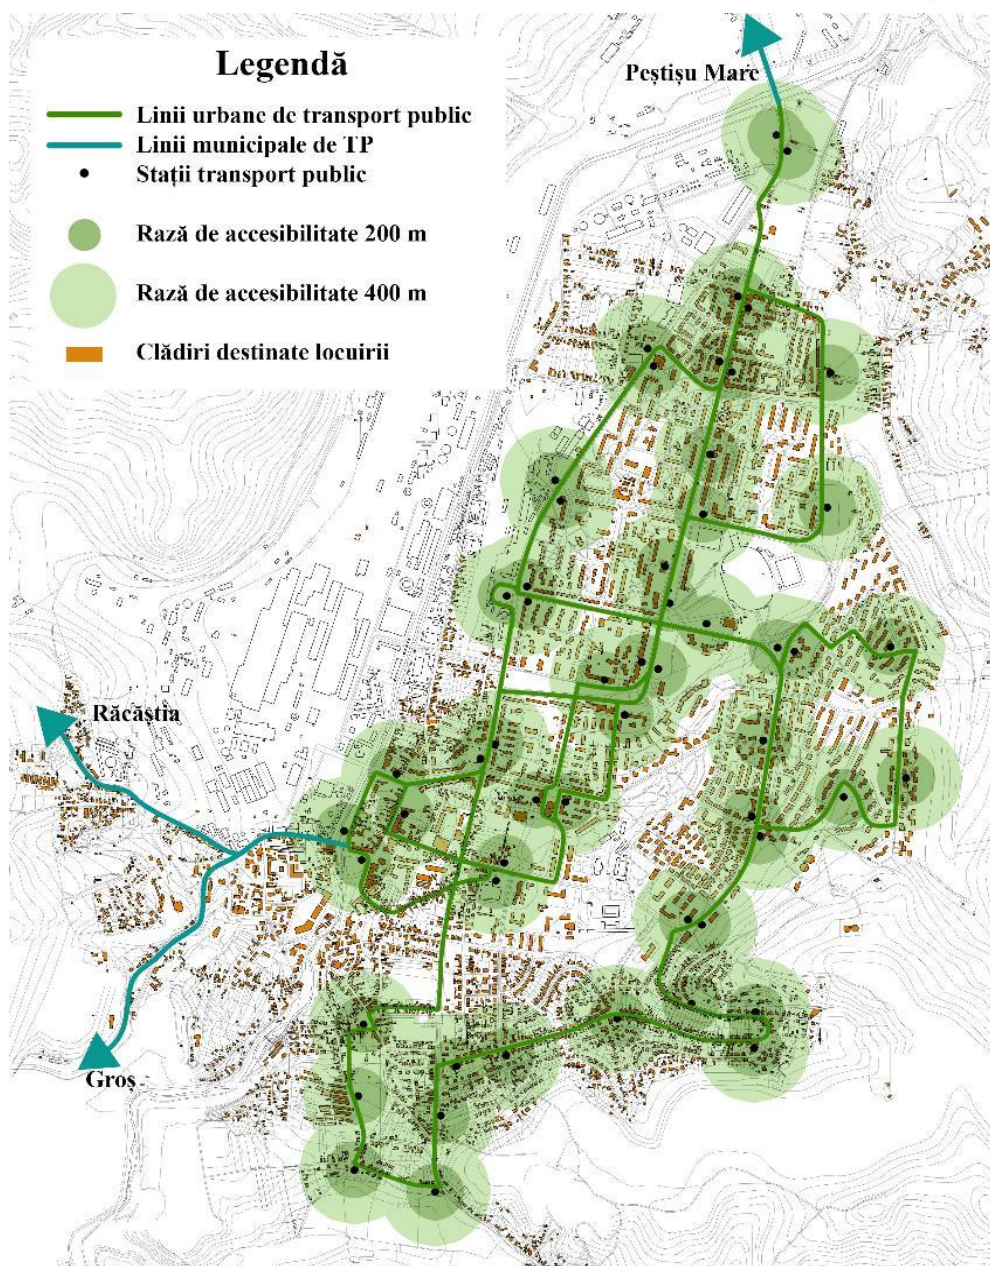 Legendă
Linii urbane de transport public
Linii municipale de TP
Stații transport public
Rază de accesibilitate 200 m
Rază de accesibilitate 400 m
Clădiri destinate locuirii
Peștișu Mare
Răcăștia
Groș